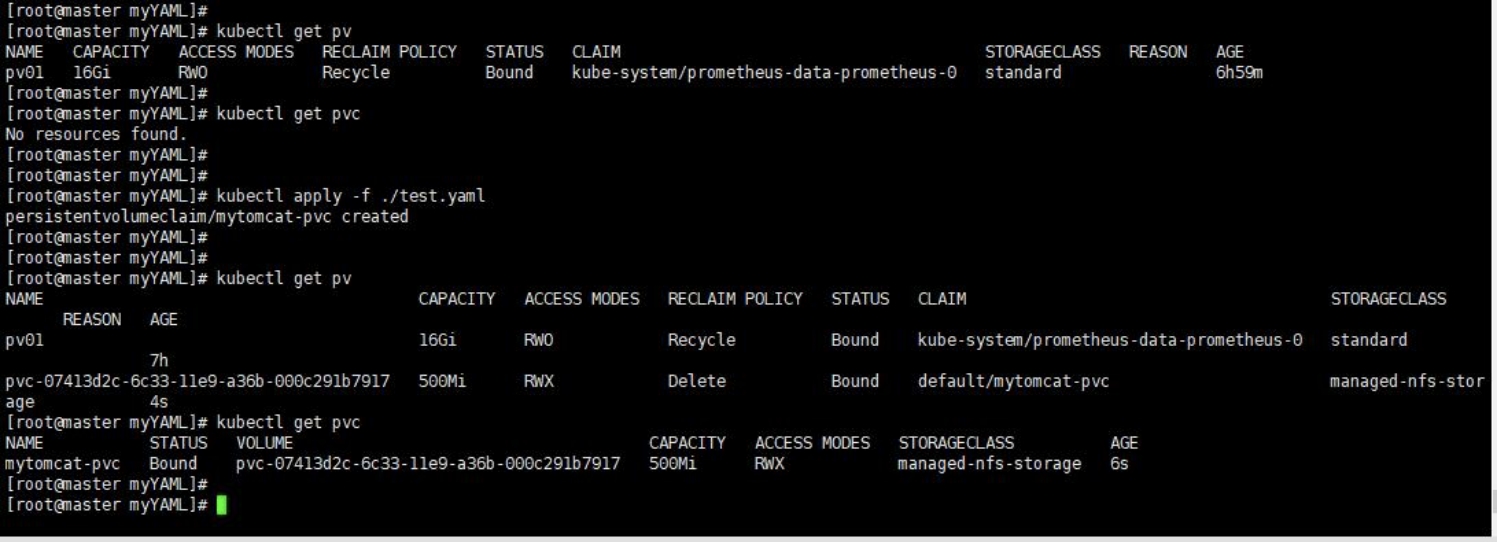 [root@master myYAML]#
[root@master myYAML]# kubectl get pv
NAME   CAPACITY   ACCESS MODES   RECLAIM POLICY   STATUS   CLAIM                                      STORAGECLASS   REASON   AGE
pv01   16Gi       RWO            Recycle          Bound    kube-system/prometheus-data-prometheus-0   standard                6h59m
[root@master myYAML]#
[root@master myYAML]# kubectl get pvc
No resources found.
[root@master myYAML]#
[root@master myYAML]#
[root@master myYAML]# kubectl apply -f ./test.yaml
persistentvolumeclaim/mytomcat-pvc created
[root@master myYAML]#
[root@master myYAML]#
[root@master myYAML]# kubectl get pv
NAME                                       CAPACITY   ACCESS MODES   RECLAIM POLICY   STATUS   CLAIM                                      STORAGECLASS
      REASON   AGE
pv01                                       16Gi       RWO            Recycle          Bound    kube-system/prometheus-data-prometheus-0   standard
               7h
pvc-07413d2c-6c33-11e9-a36b-000c291b7917   500Mi      RWX            Delete           Bound    default/mytomcat-pvc                       managed-nfs-stor
age            4s
[root@master myYAML]# kubectl get pvc
NAME           STATUS   VOLUME                                     CAPACITY   ACCESS MODES   STORAGECLASS          AGE
mytomcat-pvc   Bound    pvc-07413d2c-6c33-11e9-a36b-000c291b7917   500Mi      RWX            managed-nfs-storage   6s
[root@master myYAML]#
[root@master myYAML]#